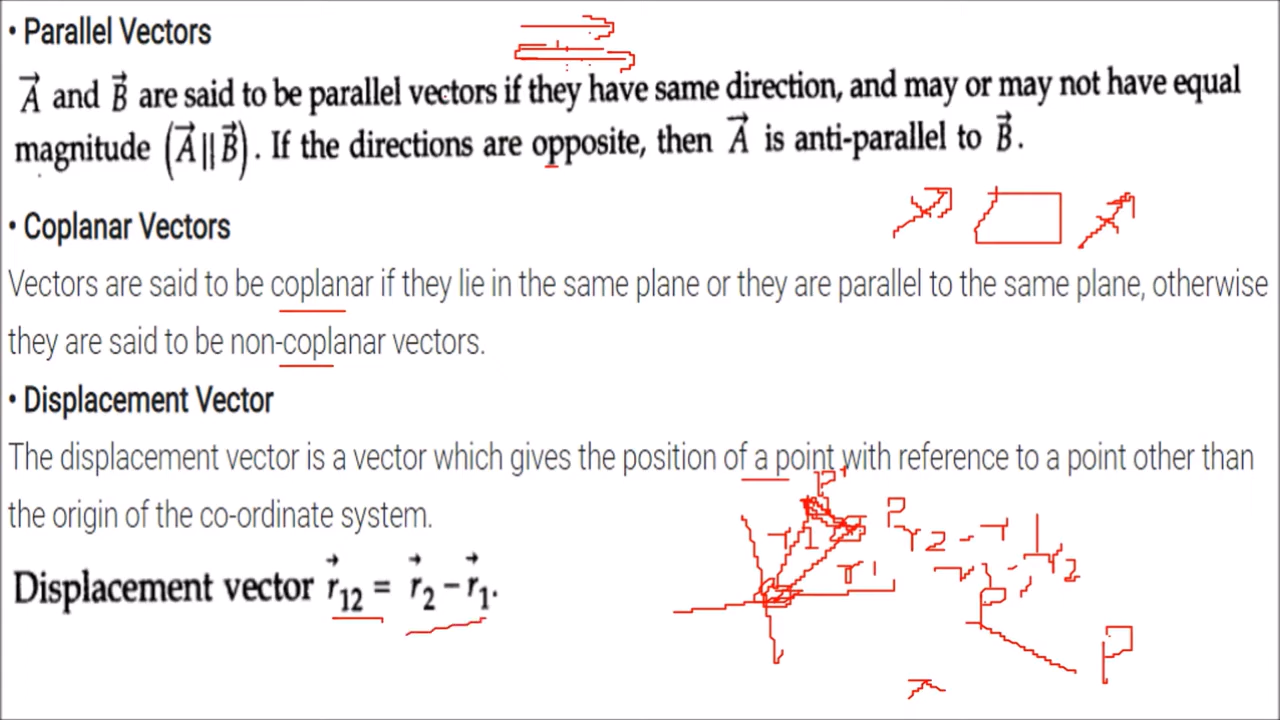 • Parallel Vectors
A⃗ and B⃗ are said to be parallel vectors if they have same direction, and may or may not have equal
magnitude (A⃗ || B⃗). If the directions are opposite, then A⃗ is anti-parallel to B⃗.
• Coplanar Vectors
Vectors are said to be coplanar if they lie in the same plane or they are parallel to the same plane, otherwise
they are said to be non-coplanar vectors.
• Displacement Vector
The displacement vector is a vector which gives the position of a point with reference to a point other than
the origin of the co-ordinate system.
P'
P
r2
Displacement vector r⃗₁₂ = r⃗₂ − r⃗₁.
P